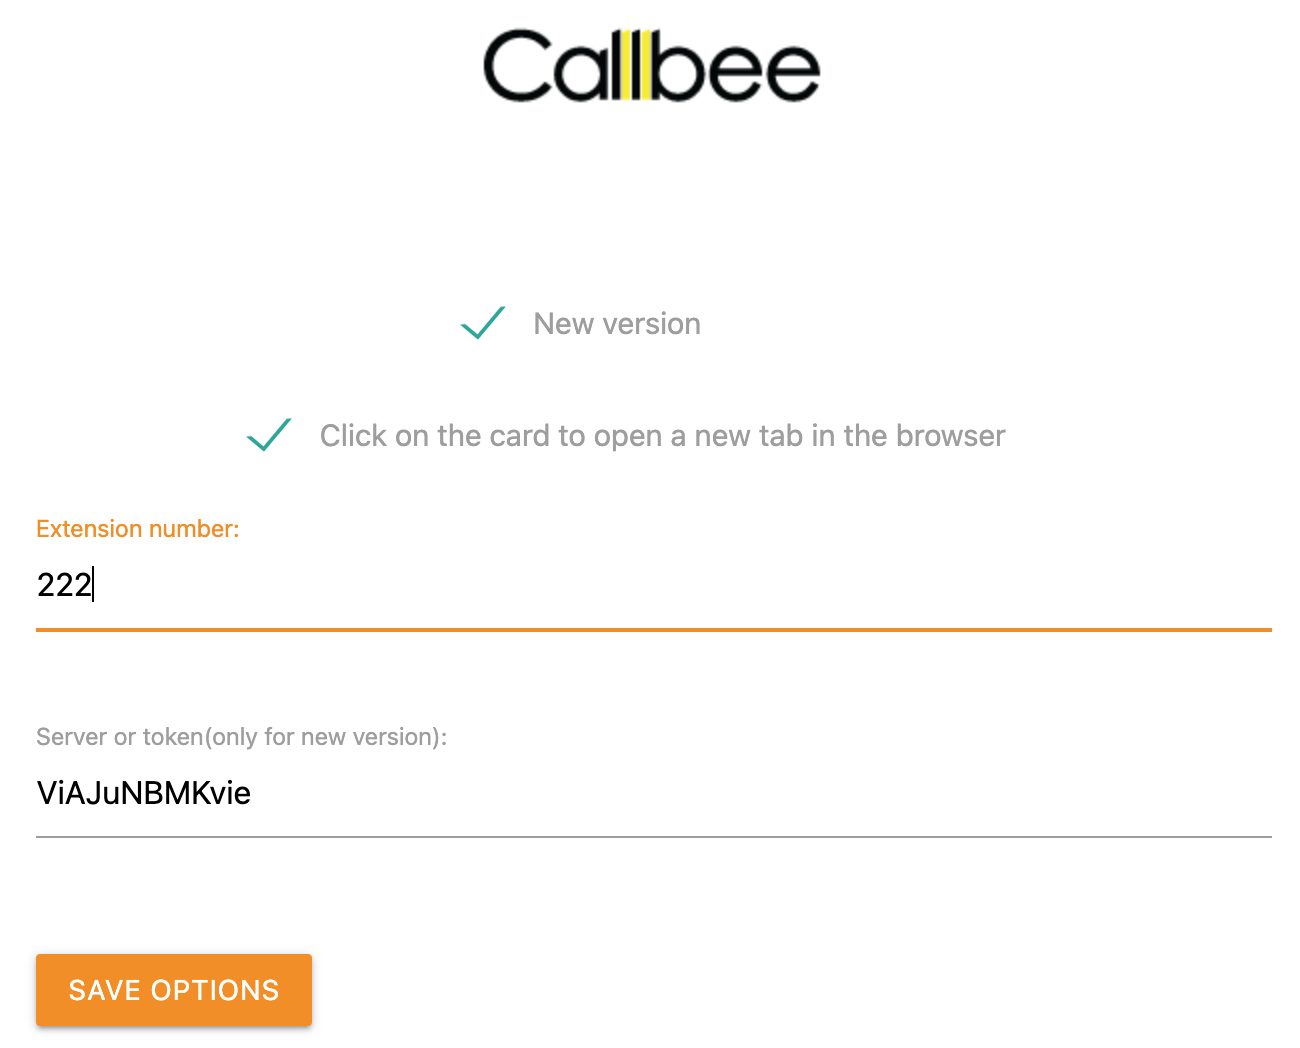 Callbee
New version
Click on the card to open a new tab in the browser
Extension number:
222
Server or token(only for new version):
ViAJuNBMKvie
SAVE OPTIONS